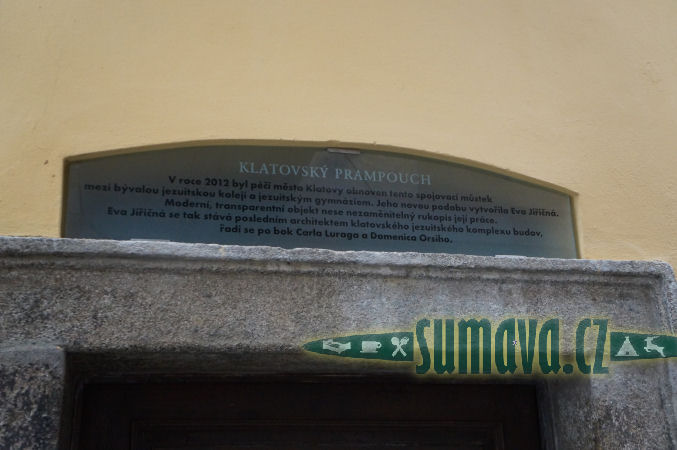 KLATOVSKÝ PRAMPOUCH
V roce 2012 byl péčí města Klatovy obnoven tento spojovací můstek
mezi bývalou jezuitskou kolejí a jezuitským gymnáziem. Jeho novou podobu vytvořila Eva Jiřičná.
Moderní, transparentní objekt nese nezaměnitelný rukopis její práce.
Eva Jiřičná se tak stává posledním architektem klatovského jezuitského komplexu budov,
řadí se po bok Carla Luraga a Domenica Orsiho.
sumava.cz